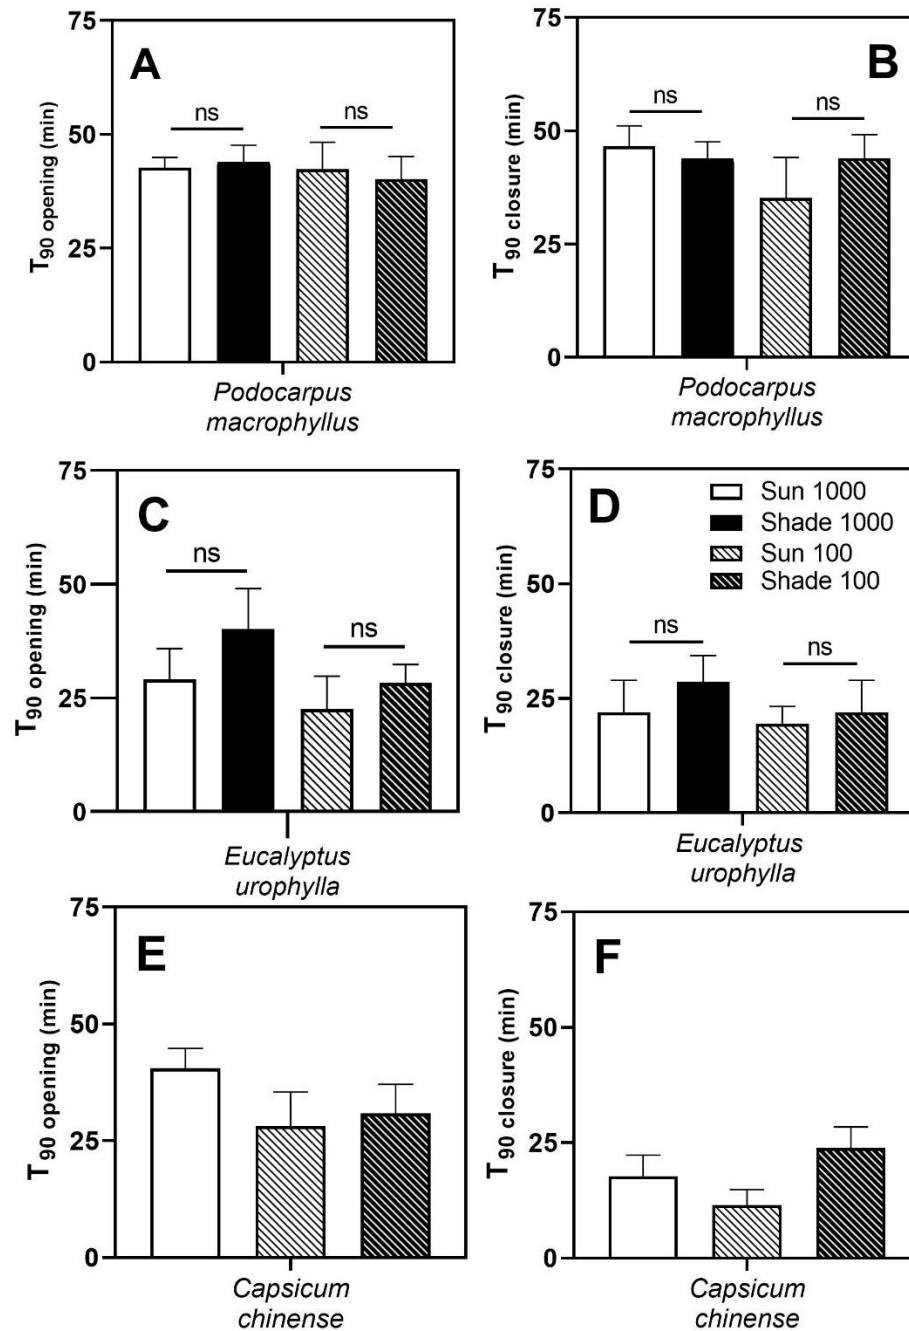 A
T90 opening (min)
75
50
25
0
ns
ns
Podocarpus
macrophyllus
B
T90 closure (min)
75
50
25
0
ns
ns
Podocarpus
macrophyllus
C
T90 opening (min)
75
50
25
0
ns
ns
Eucalyptus
urophylla
D
T90 closure (min)
75
50
25
0
Sun 1000
Shade 1000
Sun 100
Shade 100
ns
ns
Eucalyptus
urophylla
E
T90 opening (min)
75
50
25
0
Capsicum
chinense
F
T90 closure (min)
75
50
25
0
Capsicum
chinense